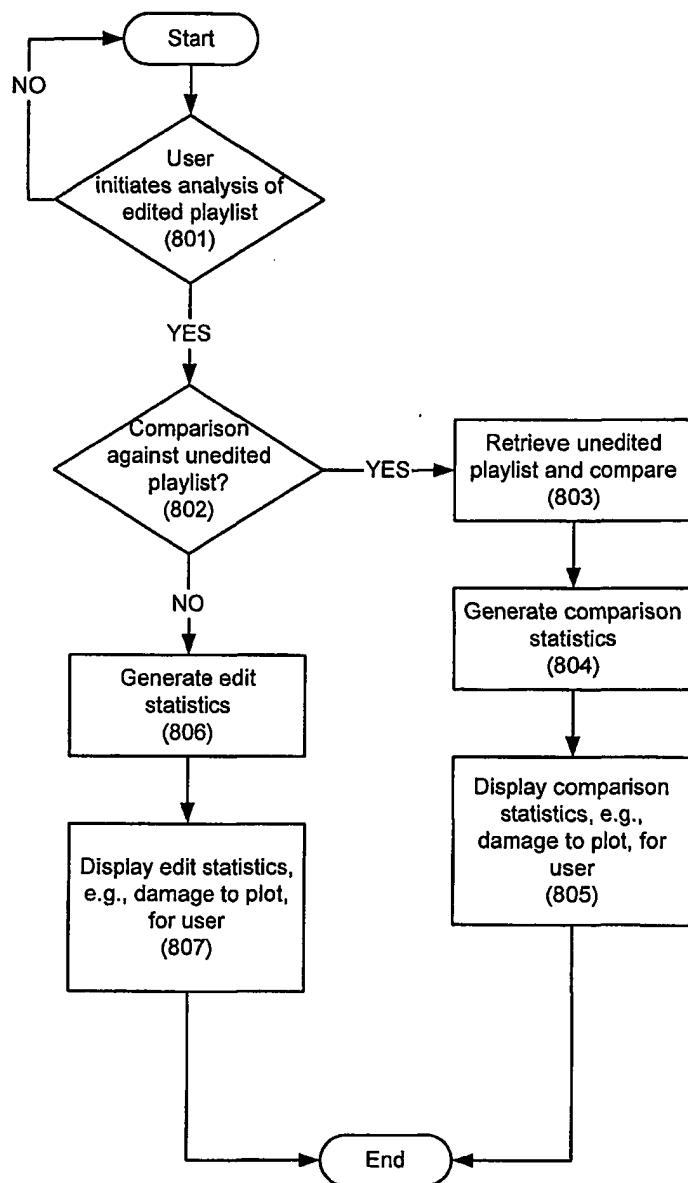 Start
NO
User
initiates analysis of
edited playlist
(801)
YES
Comparison
against unedited
playlist?
(802)
YES
Retrieve unedited
playlist and compare
(803)
NO
Generate comparison
statistics
(804)
Generate edit
statistics
(806)
Display comparison
statistics, e.g.,
damage to plot, for
user
(805)
Display edit statistics,
e.g., damage to plot,
for user
(807)
End